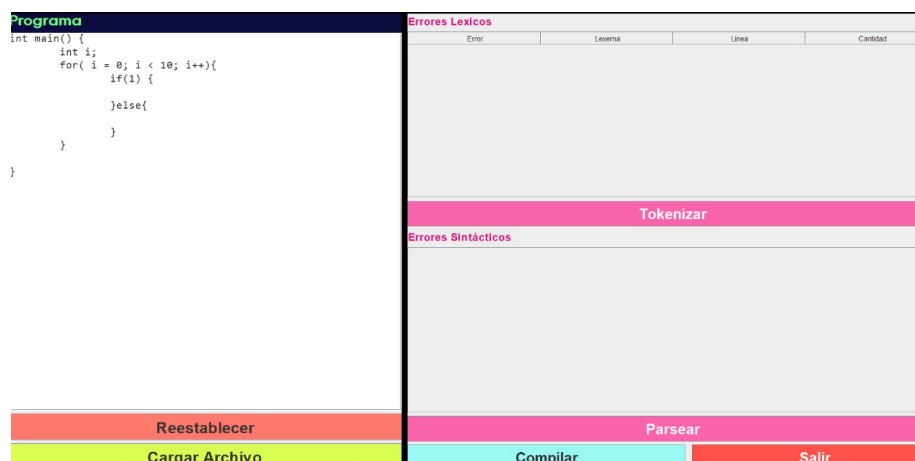 Programa
int main() {
int i;
for( i = 0; i < 10; i++){
if(1) {
}else{
}
}
}
Reestablecer
Cargar Archivo
Errores Lexicos
Error Lexema Linea Cantidad
Tokenizar
Errores Sintácticos
Parsear
Compilar Salir